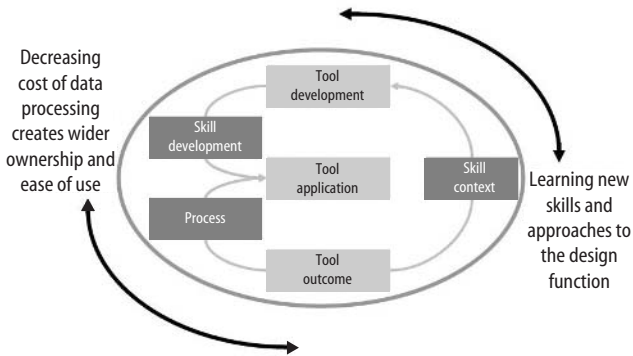 Decreasing
cost of data
processing
creates wider
ownership and
ease of use
Tool
development
Skill
development
Tool
application
Skill
context
Process
Tool
outcome
Learning new
skills and
approaches to
the design
function